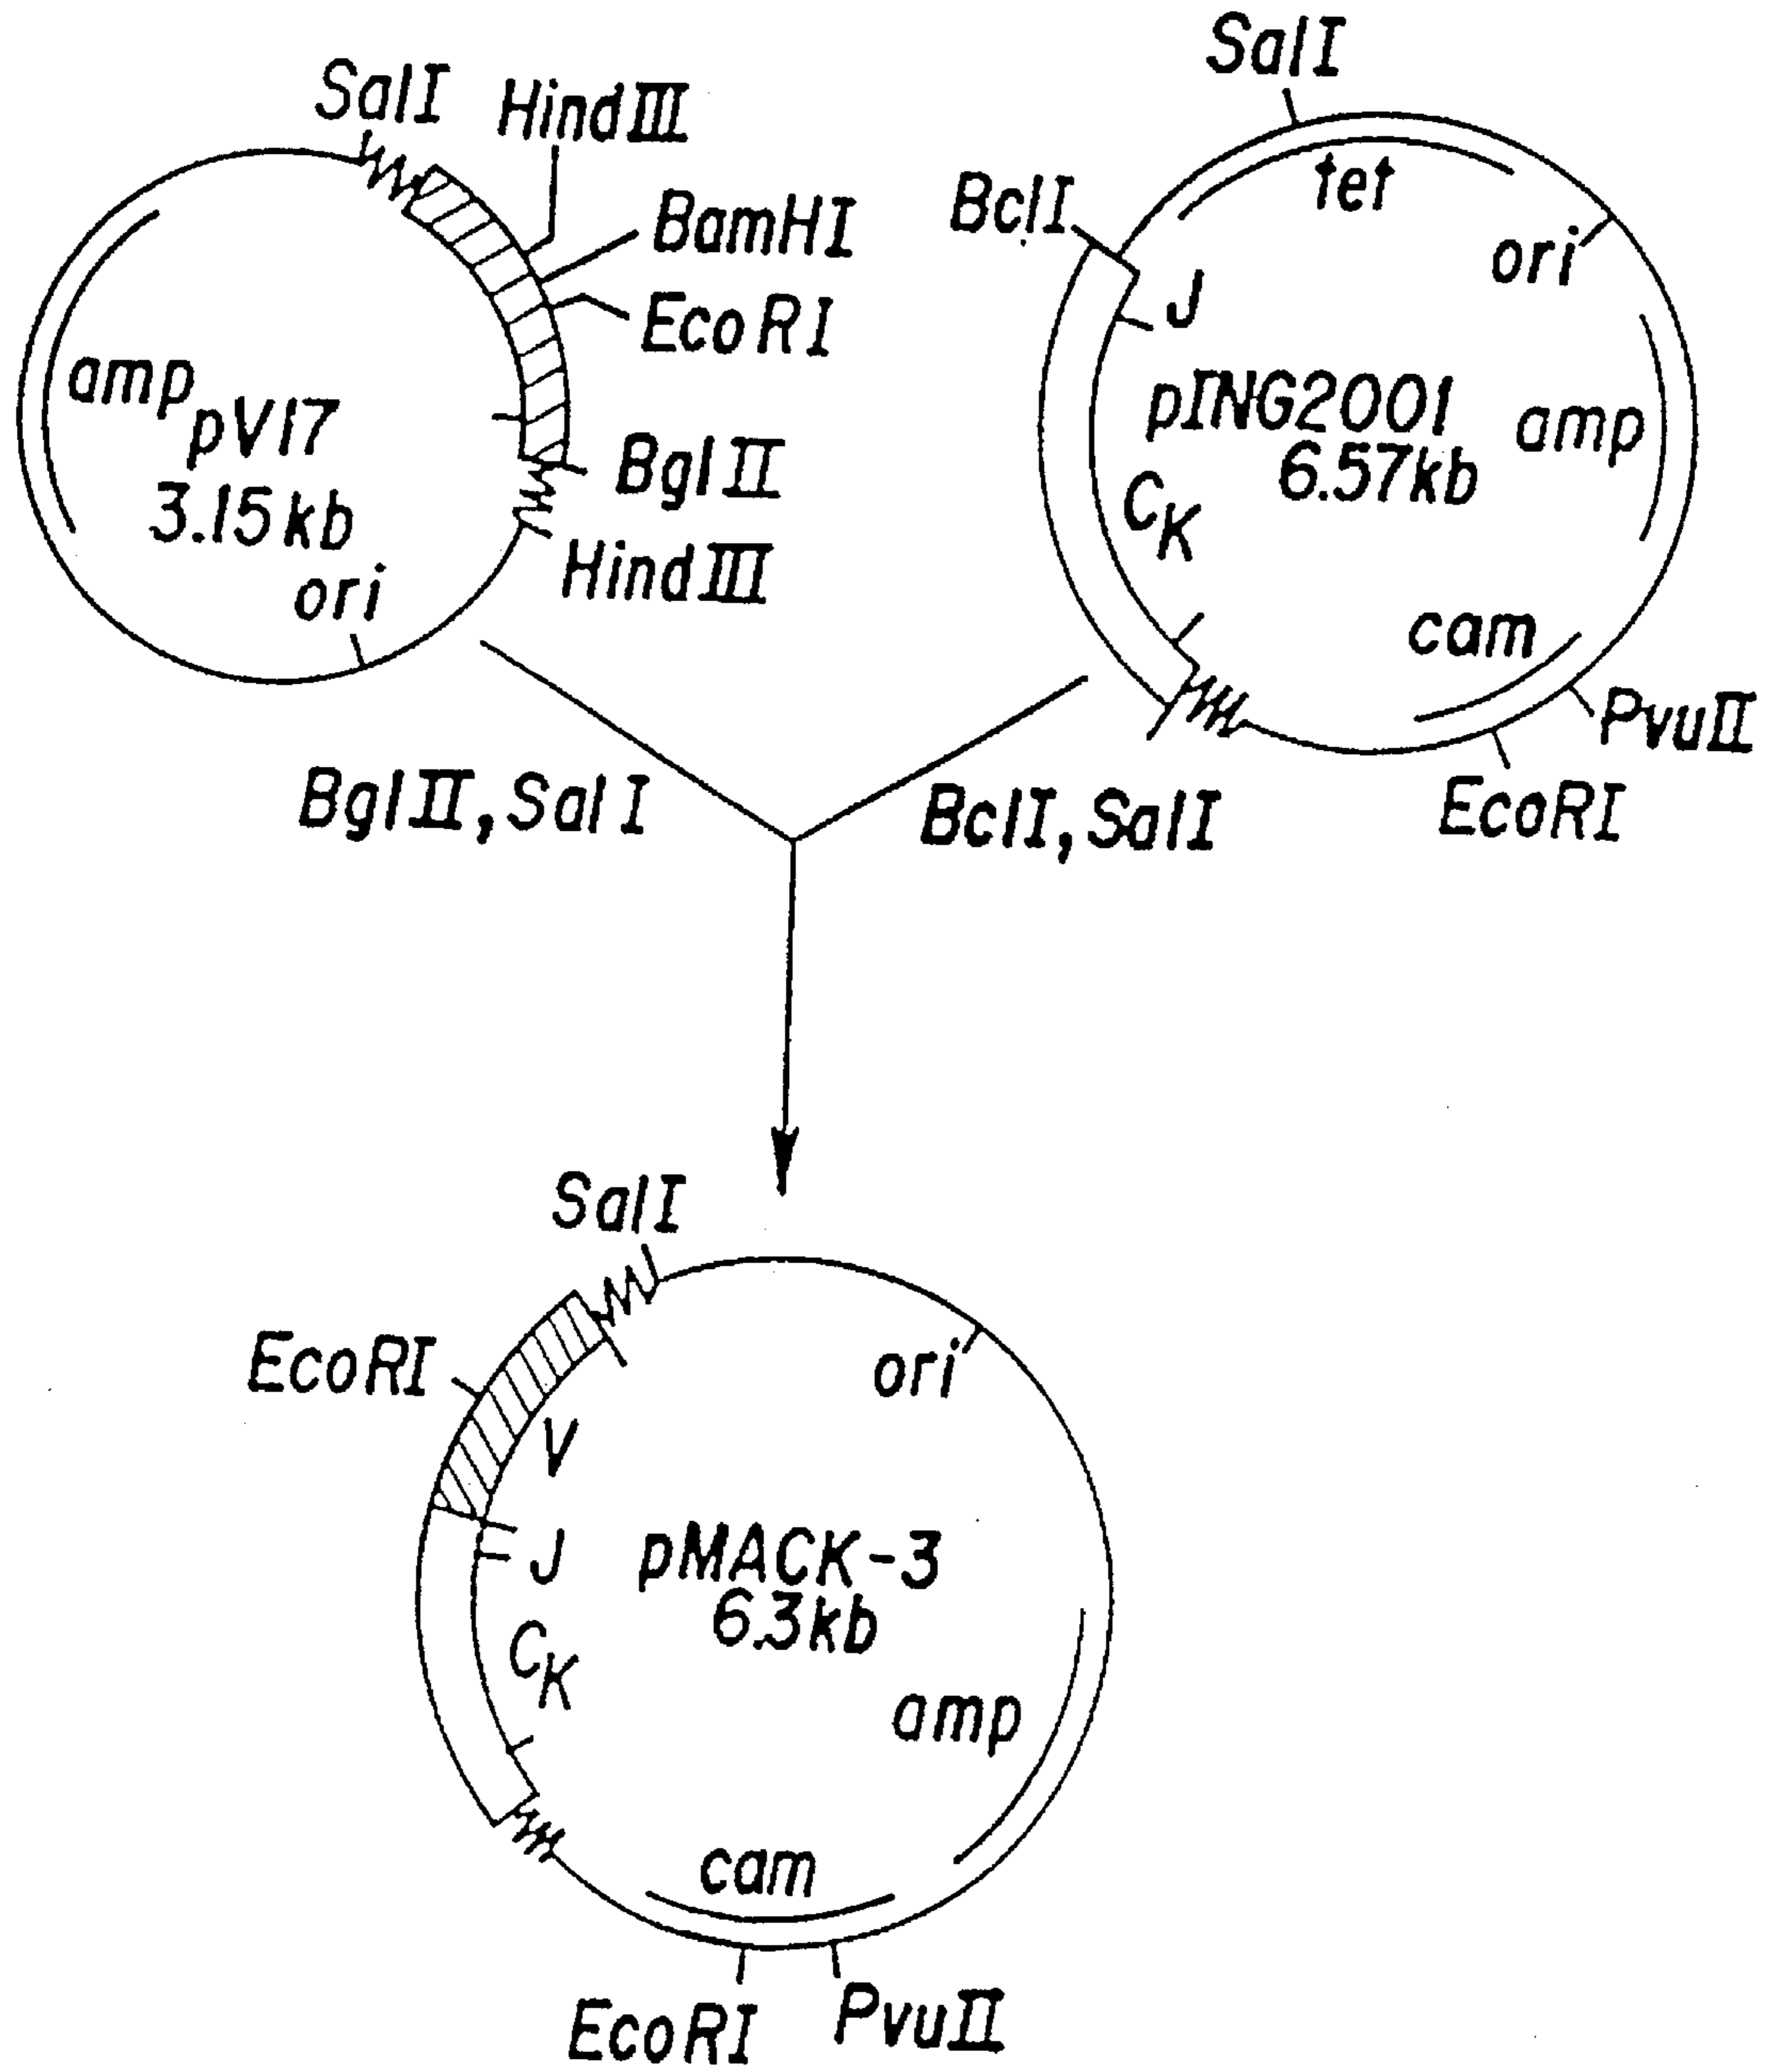 SalI HindIII
BamHI
EcoRI
amp
pV17
3.15kb
BglII
HindIII
ori
SalI
BclI
tet
ori
J
pING2001
6.57kb
amp
CK
cam
PvuII
EcoRI
BglII, SalI
BclI, SalI
SalI
EcoRI
ori
V
J
pMACK-3
6.3kb
CK
amp
cam
EcoRI PvuII